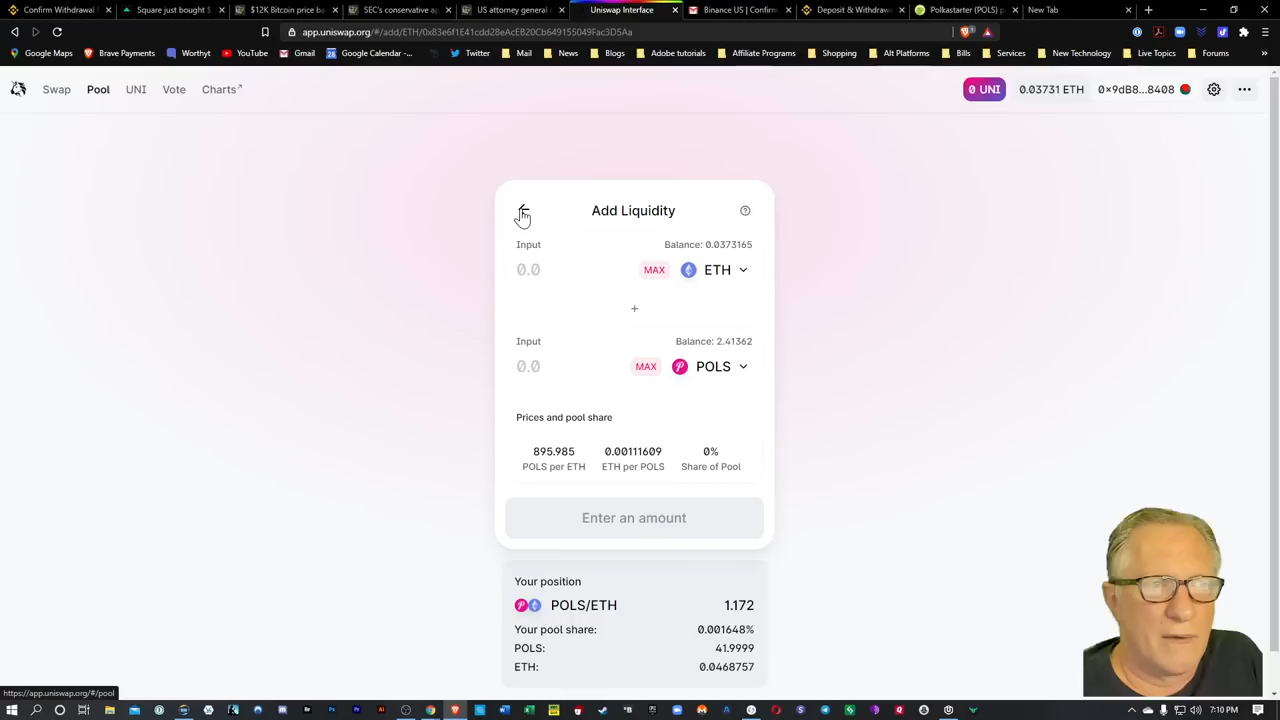 Confirm Withdrawal
Square just bought $
$12K Bitcoin price ba
SEC's conservative ap
US attorney general r
Uniswap Interface
Binance US | Confirm
Deposit & Withdrawa
Polkastarter (POLS) p
New Tab
app.uniswap.org/#/add/ETH/0x83e6f1E41cdd28eAcEB20Cb649155049Fac3D5Aa
Google Maps
Brave Payments
Worthy
YouTube
Gmail
Google Calendar -...
Twitter
Mail
News
Blogs
Adobe tutorials
Affiliate Programs
Shopping
Alt Platforms
Bills
Services
New Technology
Live Topics
Forums
Swap
Pool
UNI
Vote
Charts↗
0 UNI
0.03731 ETH
0×9dB8...8408
Add Liquidity
Input
Balance: 0.0373165
0.0
MAX
ETH
+
Input
Balance: 2.41362
0.0
MAX
POLS
Prices and pool share
895.985
0.00111609
0%
POLS per ETH
ETH per POLS
Share of Pool
Enter an amount
Your position
POLS/ETH
1.172
Your pool share:
0.001648%
POLS:
41.9999
ETH:
0.0468757
https://app.uniswap.org/#/pool
7:10 PM